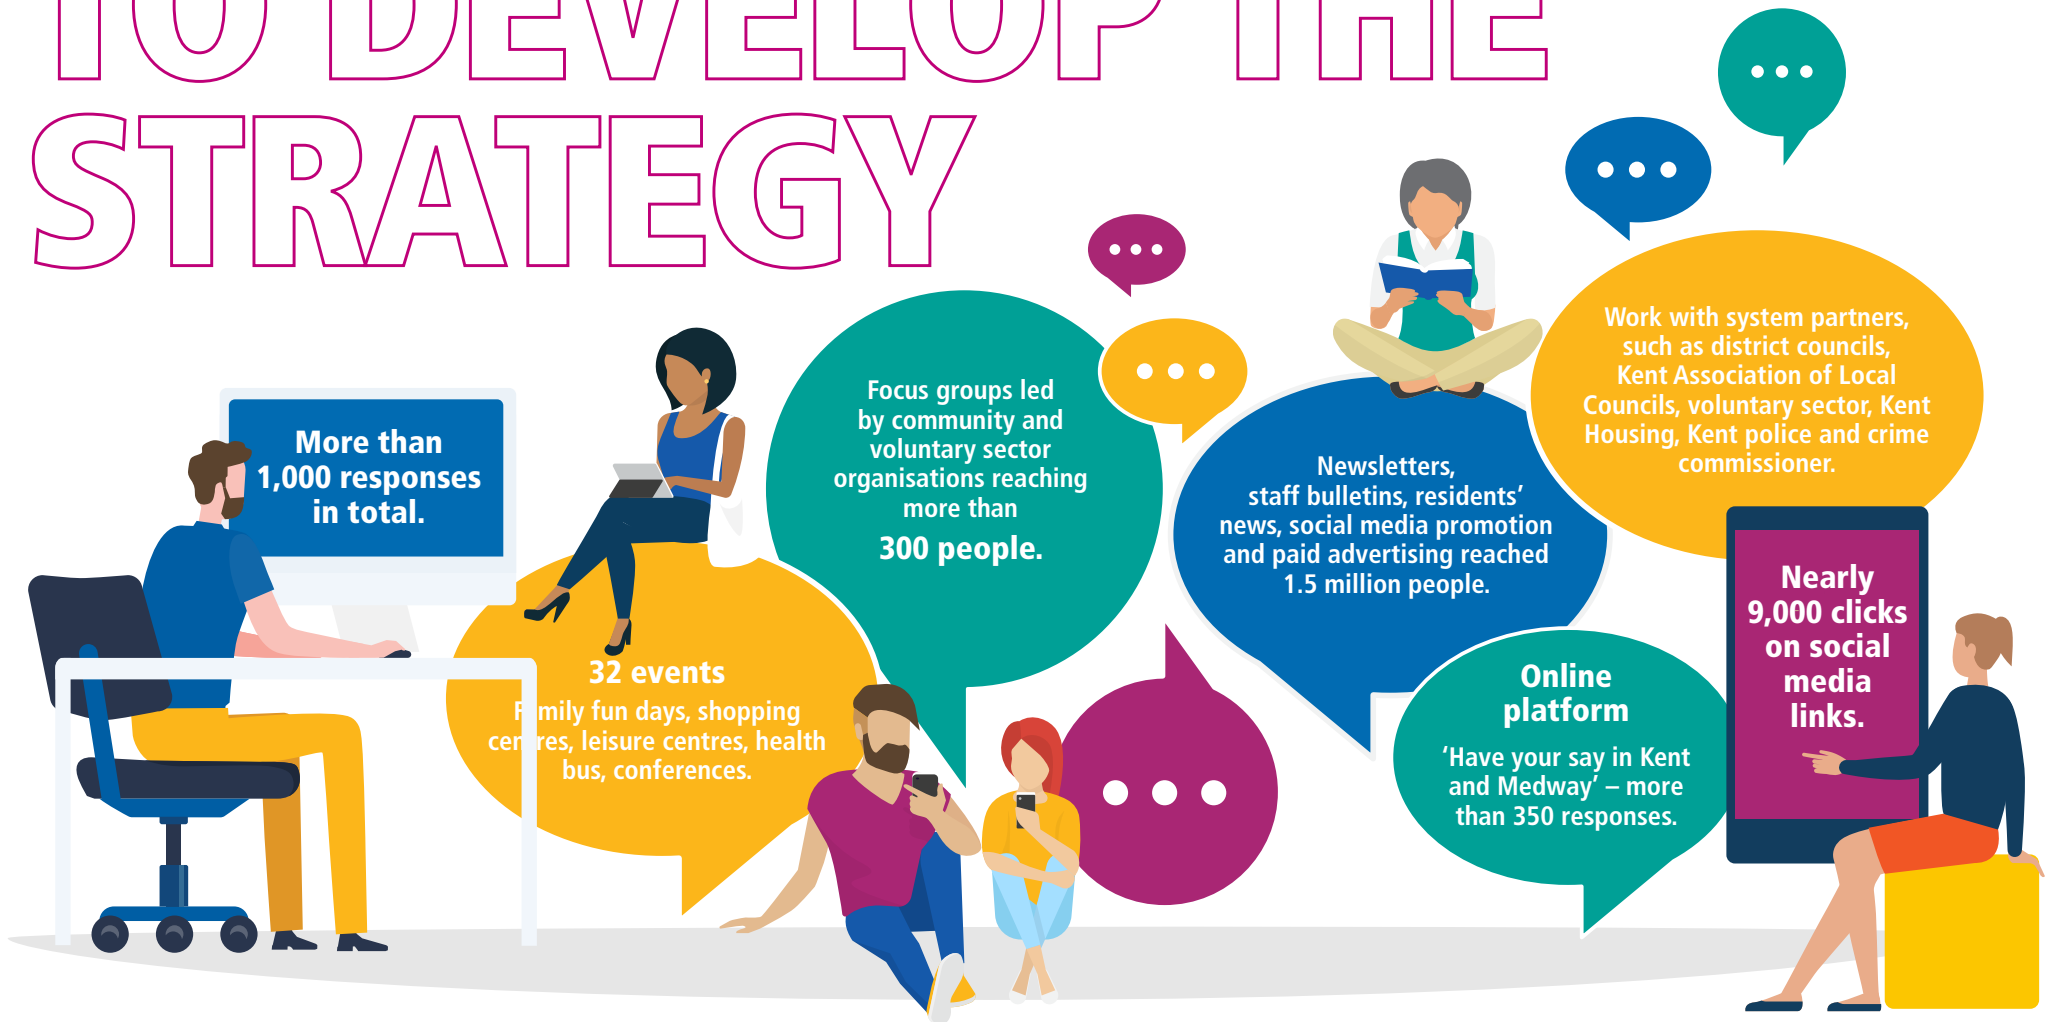 TO DEVELOP THE
STRATEGY
More than
1,000 responses
in total.
32 events
Family fun days, shopping
centres, leisure centres, health
bus, conferences.
Focus groups led
by community and
voluntary sector
organisations reaching
more than
300 people.
Newsletters,
staff bulletins, residents’
news, social media promotion
and paid advertising reached
1.5 million people.
Work with system partners,
such as district councils,
Kent Association of Local
Councils, voluntary sector, Kent
Housing, Kent police and crime
commissioner.
Online
platform
‘Have your say in Kent
and Medway’ – more
than 350 responses.
Nearly
9,000 clicks
on social
media
links.